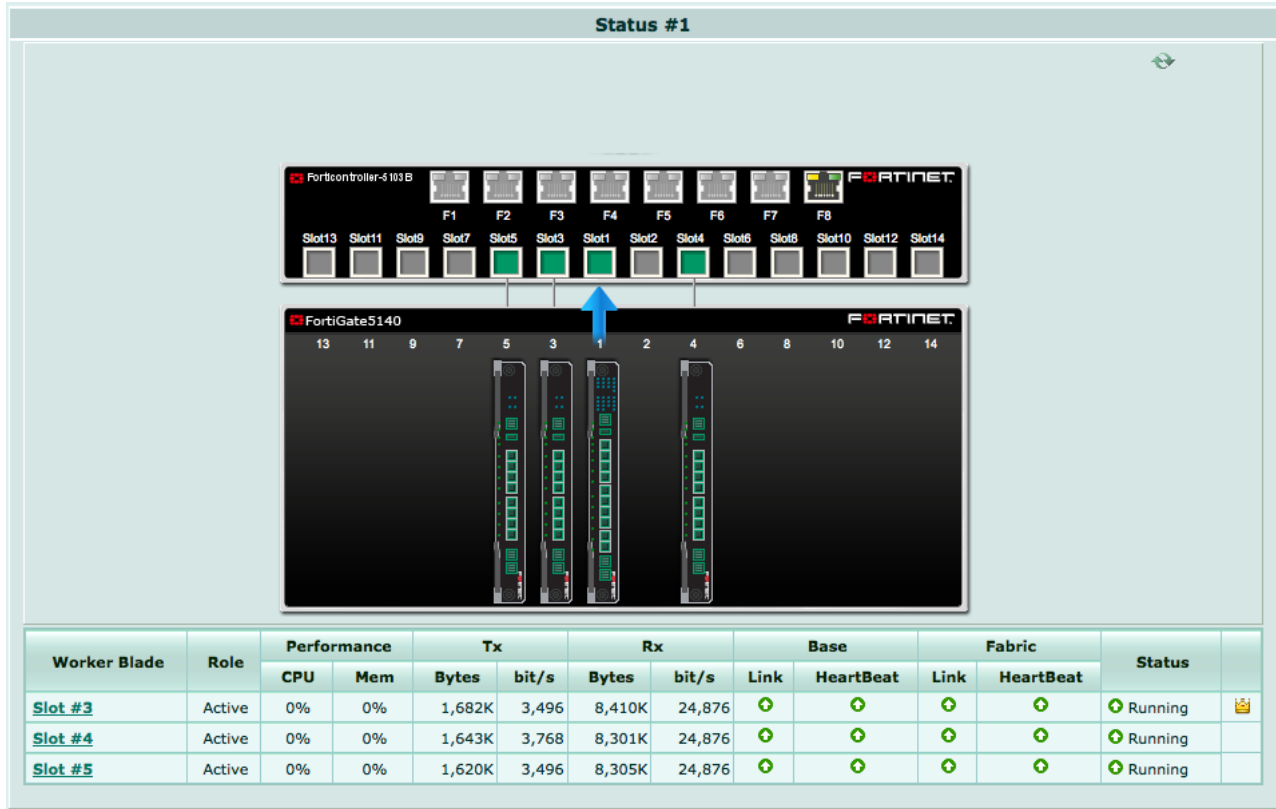 Status #1
Forticontroller-5103B
FORTINET.
F1 F2 F3 F4 F5 F6 F7 F8
Slot13 Slot11 Slot9 Slot7 Slot5 Slot3 Slot1 Slot2 Slot4 Slot6 Slot8 Slot10 Slot12 Slot14
FortiGate5140 FORTINET.
13 11 9 7 5 3 1 2 4 6 8 10 12 14
Worker Blade Role Performance Tx Rx Base Fabric Status
CPU Mem Bytes bit/s Bytes bit/s Link HeartBeat Link HeartBeat
Slot #3 Active 0% 0% 1,682K 3,496 8,410K 24,876 Running
Slot #4 Active 0% 0% 1,643K 3,768 8,301K 24,876 Running
Slot #5 Active 0% 0% 1,620K 3,496 8,305K 24,876 Running